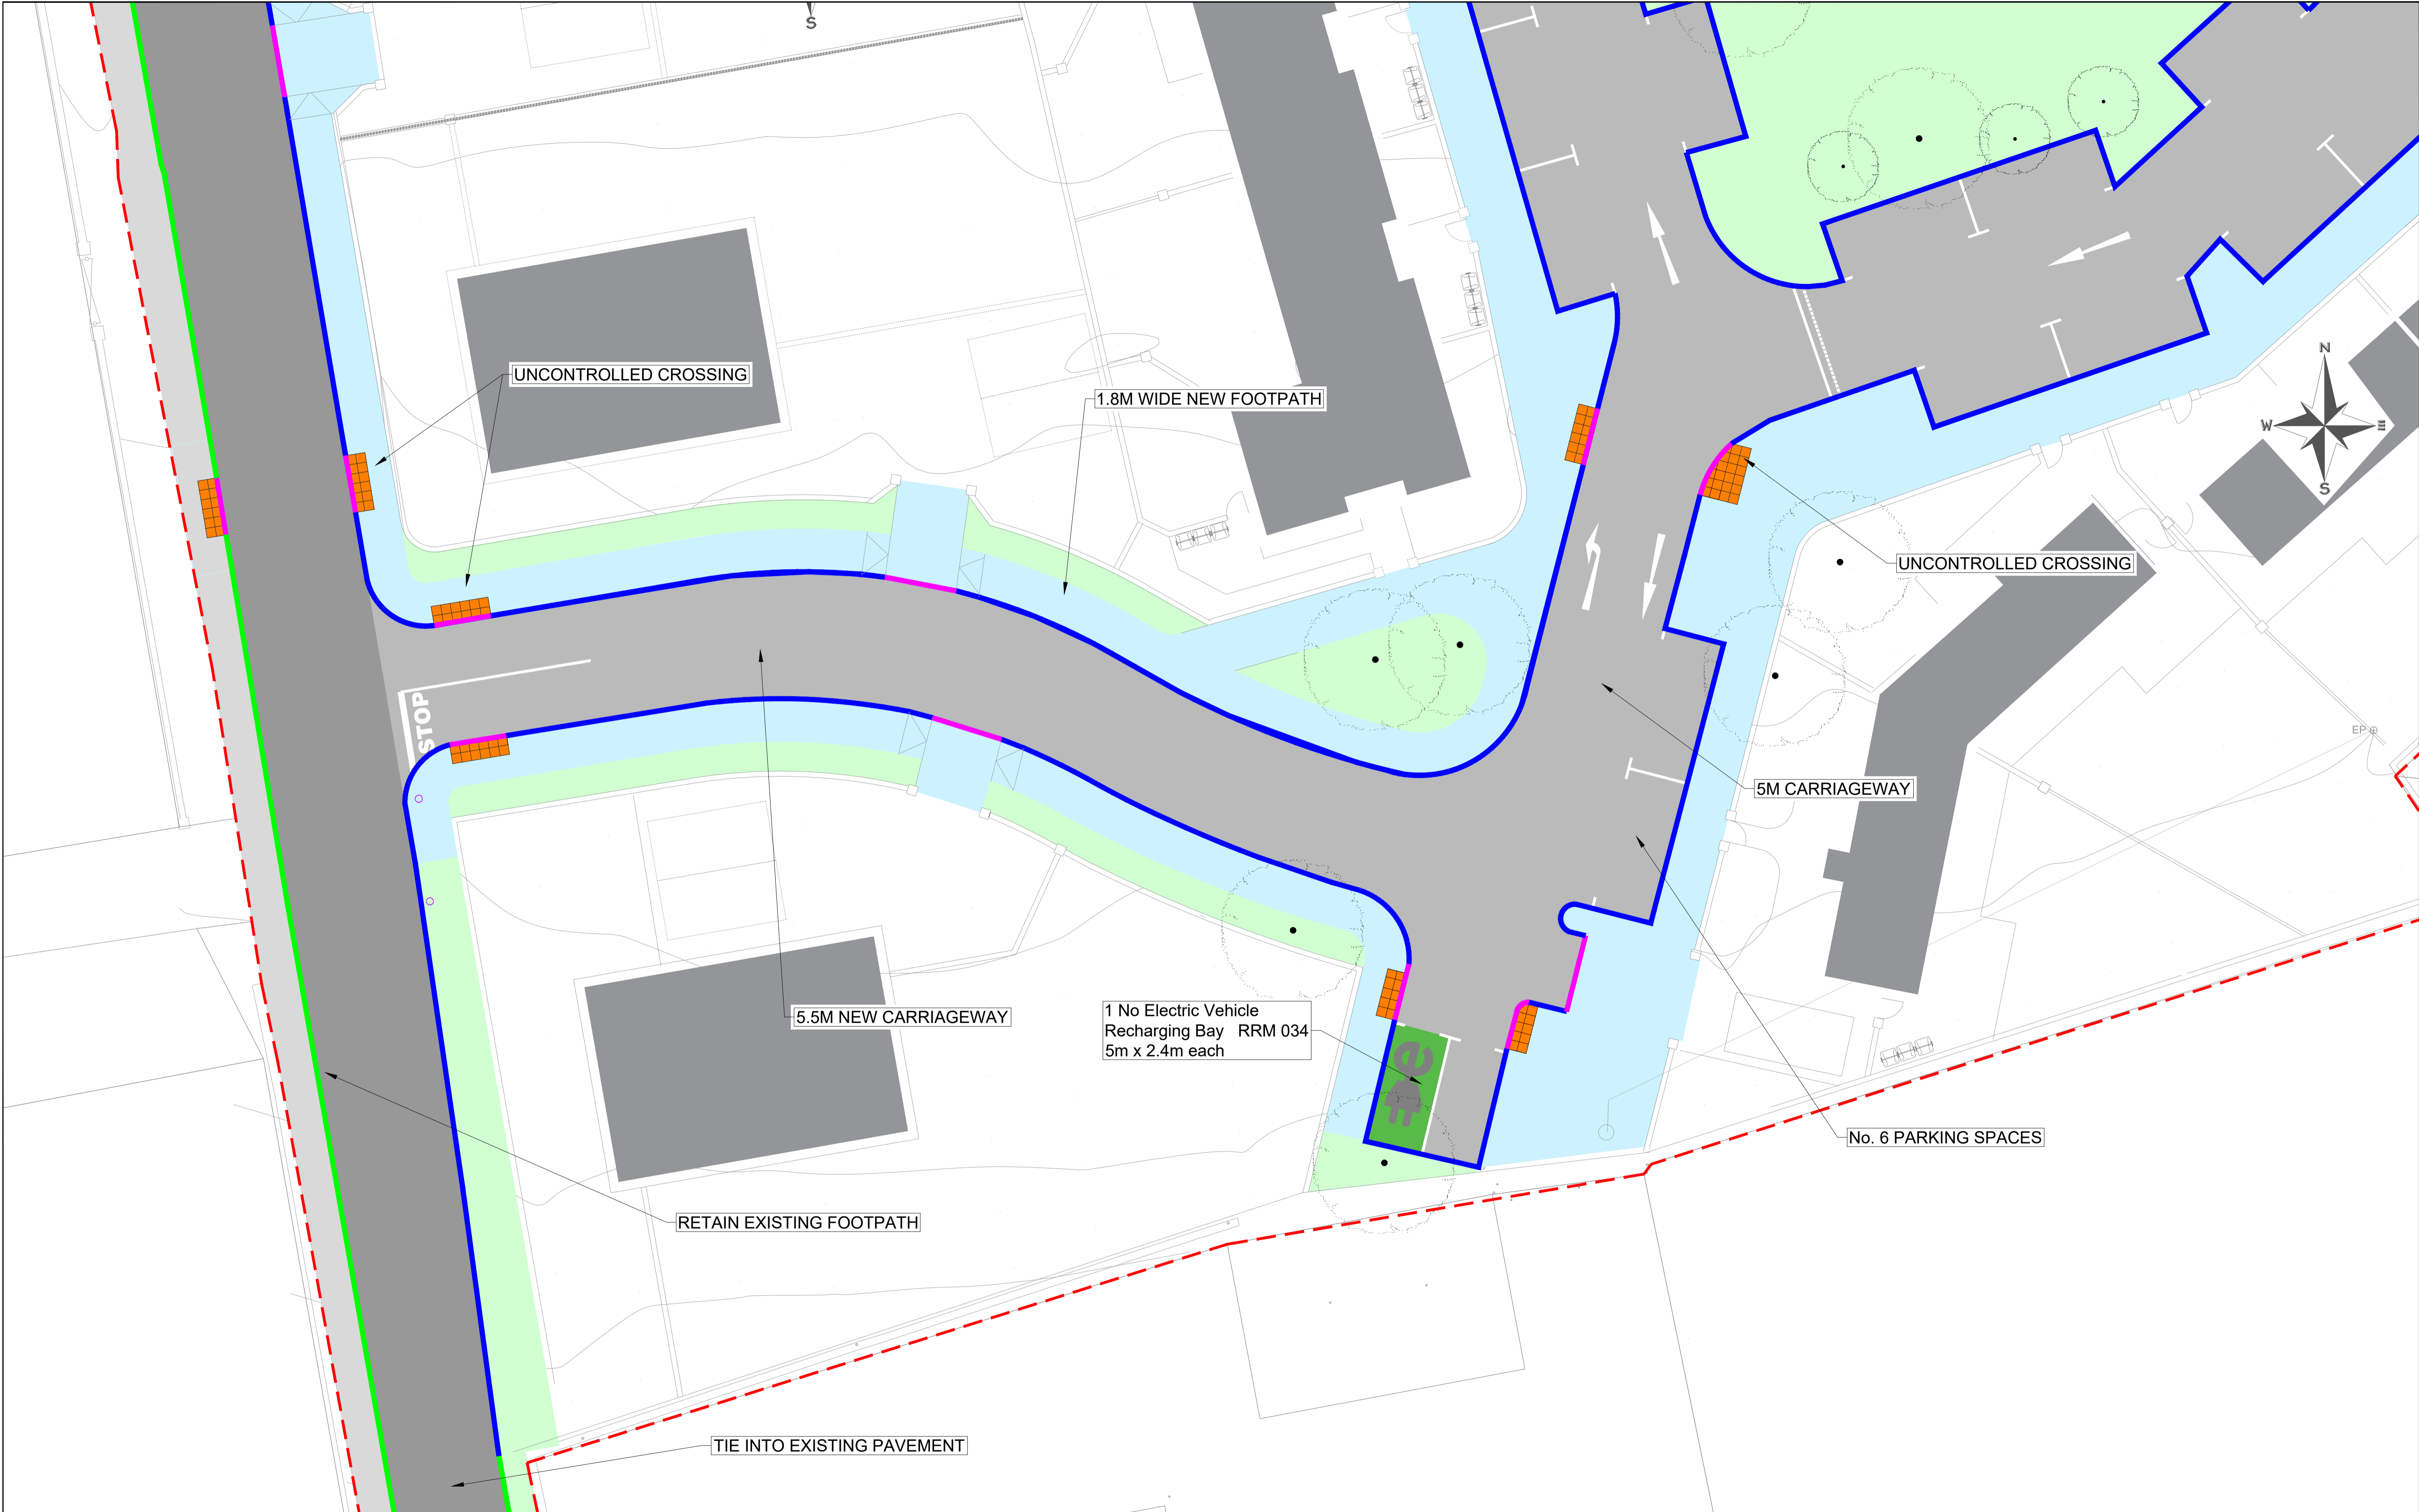 S
UNCONTROLLED CROSSING
1.8M WIDE NEW FOOTPATH
N
W
E
S
UNCONTROLLED CROSSING
STOP
EP
5M CARRIAGEWAY
5.5M NEW CARRIAGEWAY
1 No Electric Vehicle
Recharging Bay RRM 034
5m x 2.4m each
e
No. 6 PARKING SPACES
RETAIN EXISTING FOOTPATH
TIE INTO EXISTING PAVEMENT